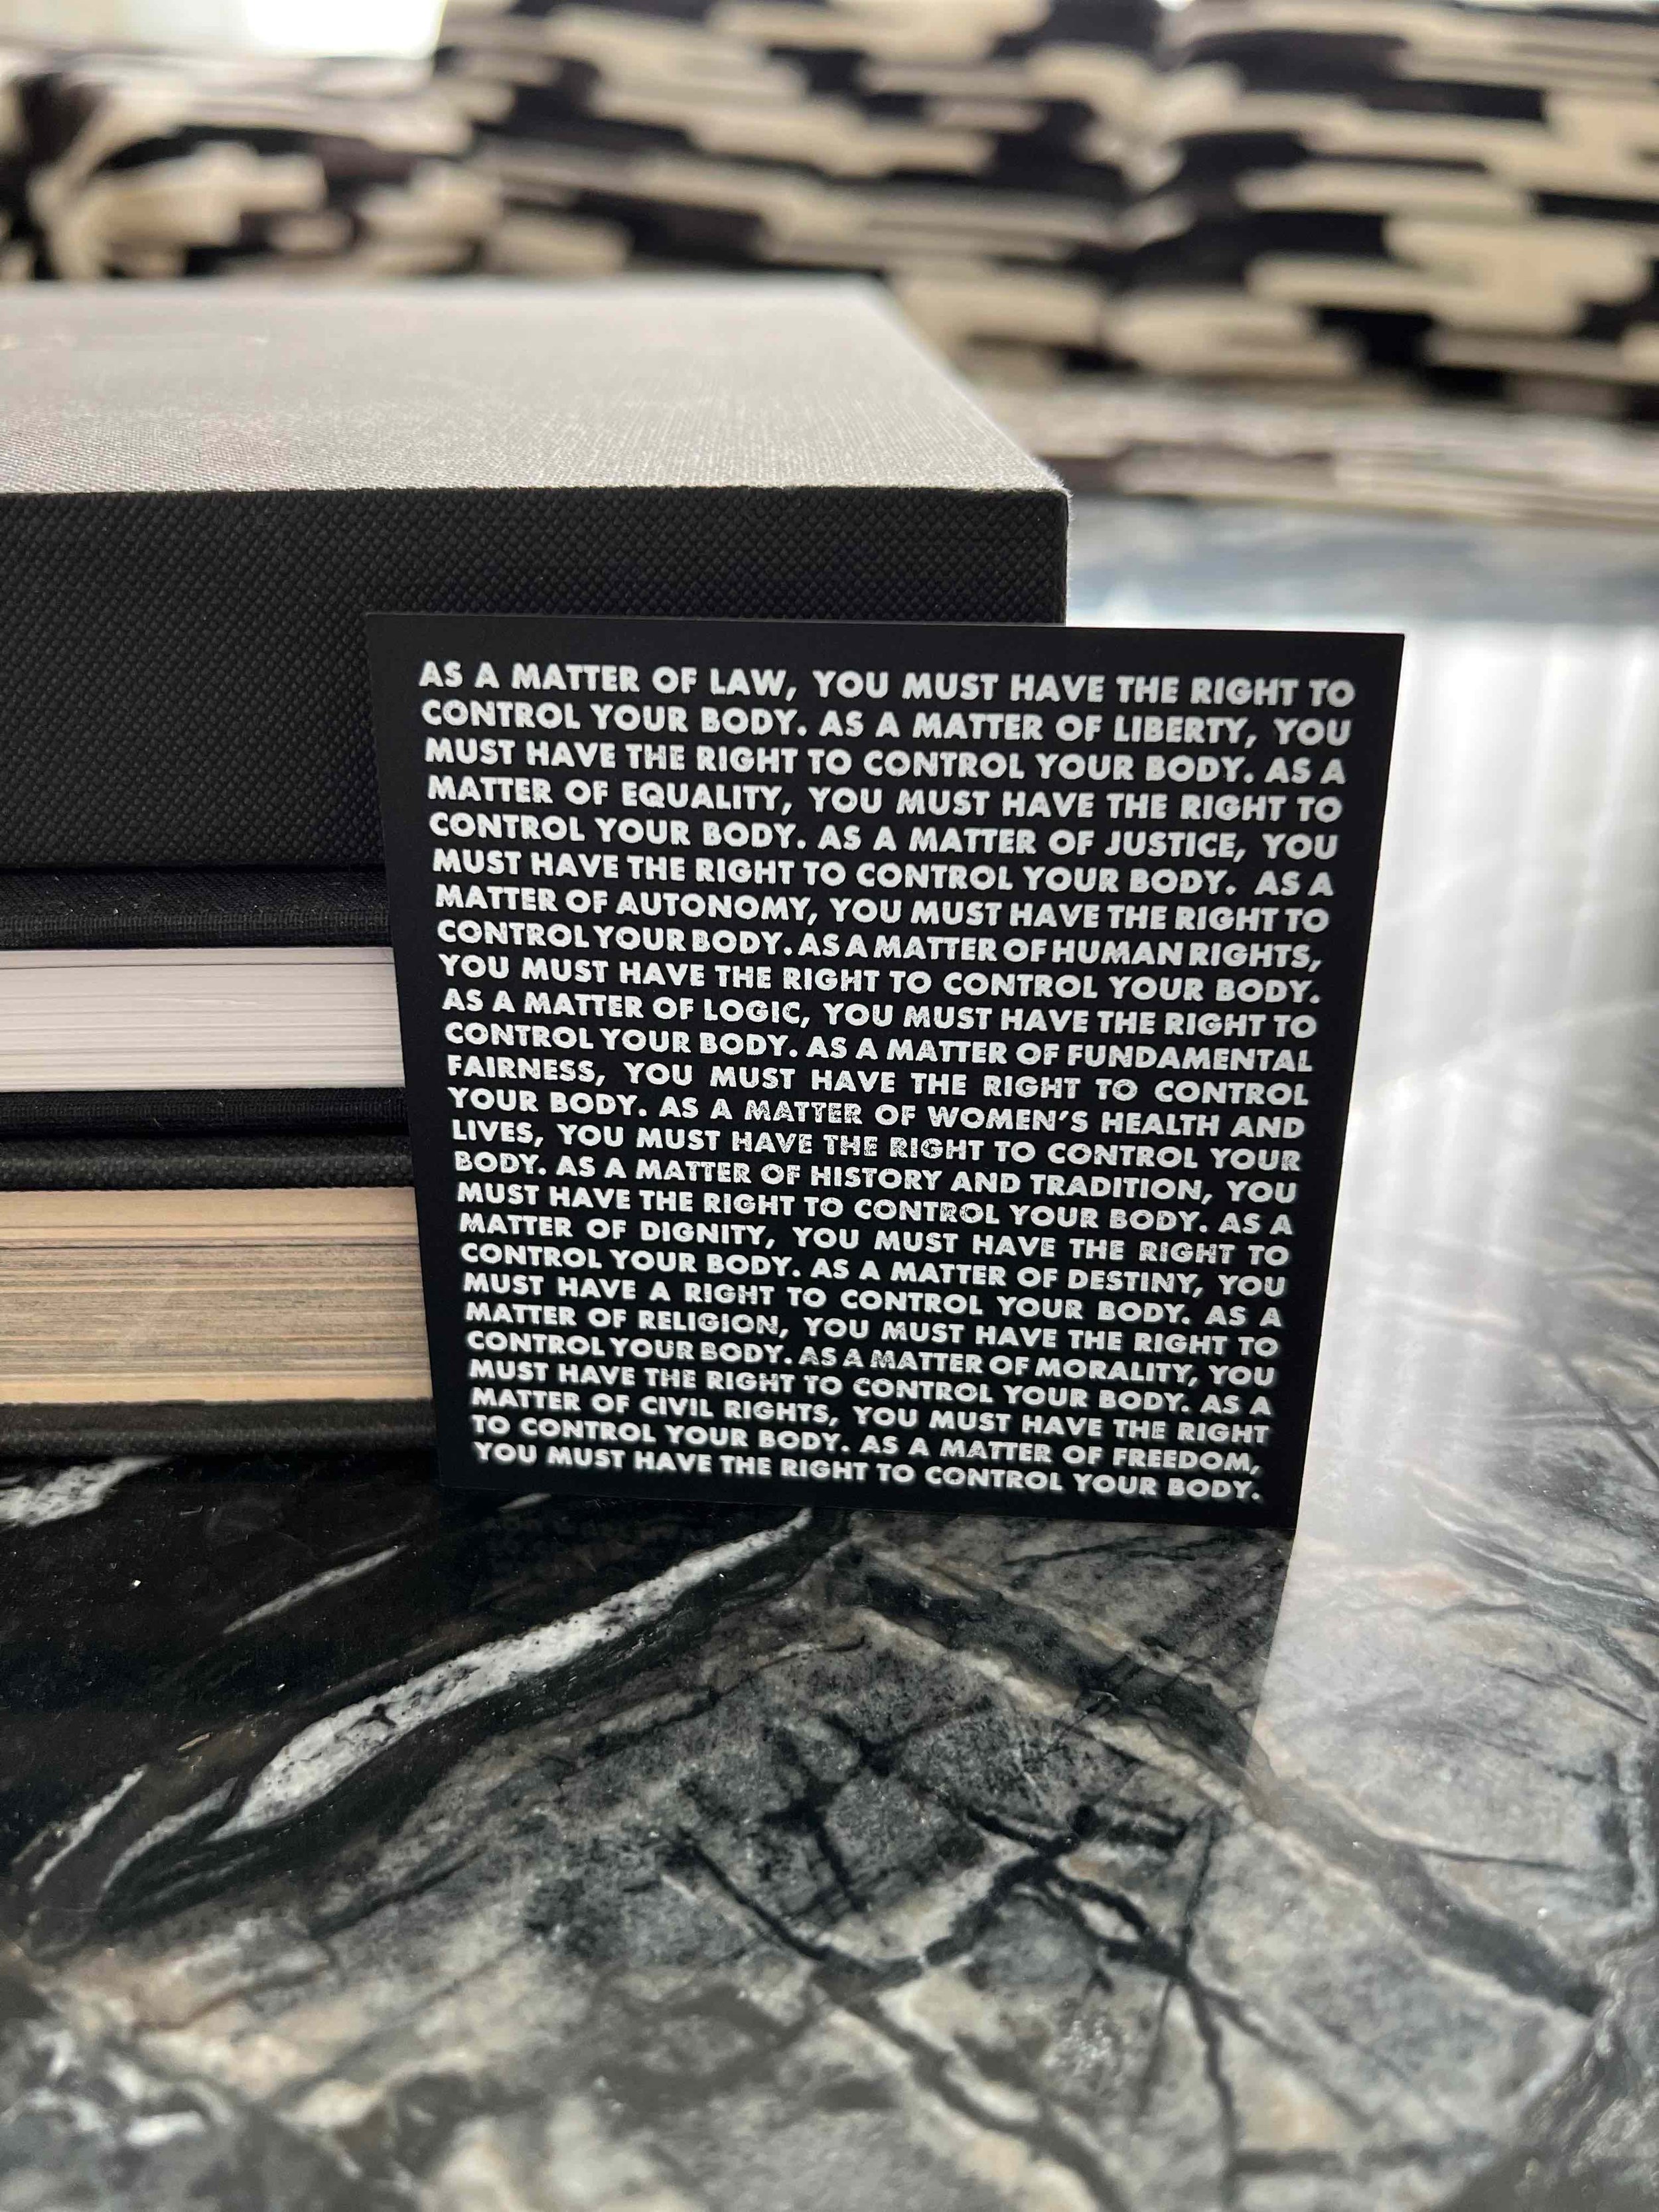 AS A MATTER OF LAW, YOU MUST HAVE THE RIGHT TO
CONTROL YOUR BODY. AS A MATTER OF LIBERTY, YOU
MUST HAVE THE RIGHT TO CONTROL YOUR BODY. AS A
MATTER OF EQUALITY, YOU MUST HAVE THE RIGHT TO
CONTROL YOUR BODY. AS A MATTER OF JUSTICE, YOU
MUST HAVE THE RIGHT TO CONTROL YOUR BODY. AS A
MATTER OF AUTONOMY, YOU MUST HAVE THE RIGHT TO
CONTROL YOUR BODY. AS A MATTER OF HUMAN RIGHTS,
YOU MUST HAVE THE RIGHT TO CONTROL YOUR BODY.
AS A MATTER OF LOGIC, YOU MUST HAVE THE RIGHT TO
CONTROL YOUR BODY. AS A MATTER OF FUNDAMENTAL
FAIRNESS, YOU MUST HAVE THE RIGHT TO CONTROL
YOUR BODY. AS A MATTER OF WOMEN'S HEALTH AND
LIVES, YOU MUST HAVE THE RIGHT TO CONTROL YOUR
BODY. AS A MATTER OF HISTORY AND TRADITION, YOU
MUST HAVE THE RIGHT TO CONTROL YOUR BODY. AS A
MATTER OF DIGNITY, YOU MUST HAVE THE RIGHT TO
CONTROL YOUR BODY. AS A MATTER OF DESTINY, YOU
MUST HAVE A RIGHT TO CONTROL YOUR BODY. AS A
MATTER OF RELIGION, YOU MUST HAVE THE RIGHT TO
CONTROL YOUR BODY. AS A MATTER OF MORALITY, YOU
MUST HAVE THE RIGHT TO CONTROL YOUR BODY. AS A
MATTER OF CIVIL RIGHTS, YOU MUST HAVE THE RIGHT
TO CONTROL YOUR BODY. AS A MATTER OF FREEDOM,
YOU MUST HAVE THE RIGHT TO CONTROL YOUR BODY.